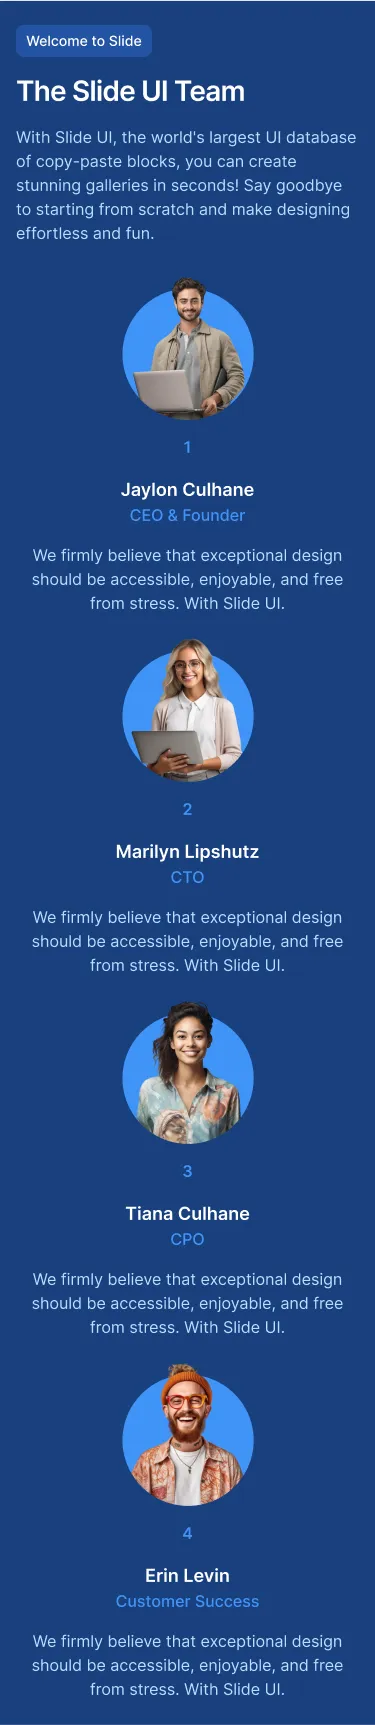 Welcome to Slide
The Slide UI Team
With Slide UI, the world's largest UI database
of copy-paste blocks, you can create
stunning galleries in seconds! Say goodbye
to starting from scratch and make designing
effortless and fun.
1
Jaylon Culhane
CEO & Founder
We firmly believe that exceptional design
should be accessible, enjoyable, and free
from stress. With Slide UI.
2
Marilyn Lipshutz
CTO
We firmly believe that exceptional design
should be accessible, enjoyable, and free
from stress. With Slide UI.
3
Tiana Culhane
CPO
We firmly believe that exceptional design
should be accessible, enjoyable, and free
from stress. With Slide UI.
4
Erin Levin
Customer Success
We firmly believe that exceptional design
should be accessible, enjoyable, and free
from stress. With Slide UI.